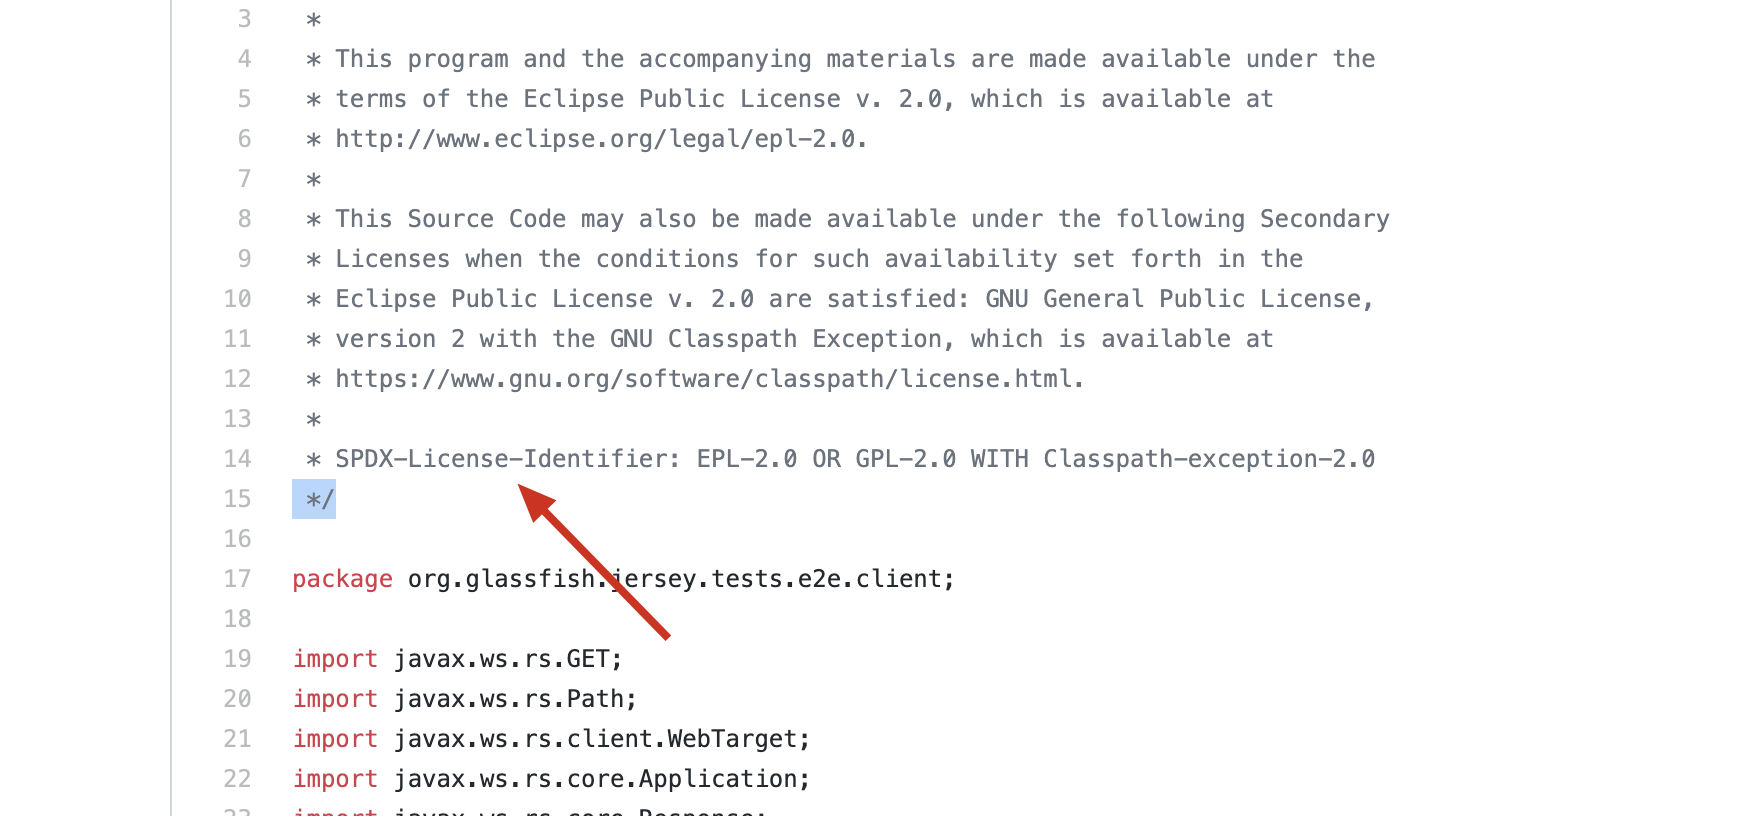 3 *
4 * This program and the accompanying materials are made available under the
5 * terms of the Eclipse Public License v. 2.0, which is available at
6 * http://www.eclipse.org/legal/epl-2.0.
7 *
8 * This Source Code may also be made available under the following Secondary
9 * Licenses when the conditions for such availability set forth in the
10 * Eclipse Public License v. 2.0 are satisfied: GNU General Public License,
11 * version 2 with the GNU Classpath Exception, which is available at
12 * https://www.gnu.org/software/classpath/license.html.
13 *
14 * SPDX-License-Identifier: EPL-2.0 OR GPL-2.0 WITH Classpath-exception-2.0
15 */
16
17 package org.glassfish.jersey.tests.e2e.client;
18
19 import javax.ws.rs.GET;
20 import javax.ws.rs.Path;
21 import javax.ws.rs.client.WebTarget;
22 import javax.ws.rs.core.Application;
23 import javax.ws.rs.core.Response;